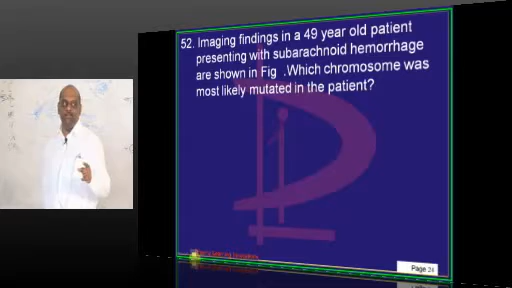 52. Imaging findings in a 49 year old patient
presenting with subarachnoid hemorrhage
are shown in Fig .Which chromosome was
most likely mutated in the patient?
Page 24